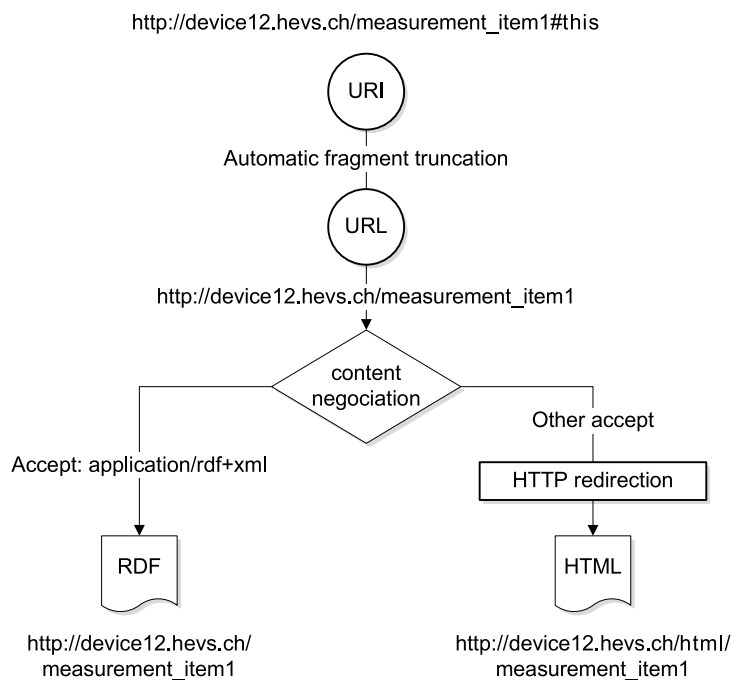 http://device12.hevs.ch/measurement_item1#this
URI
Automatic fragment truncation
URL
http://device12.hevs.ch/measurement_item1
content
negociation
Other accept
Accept: application/rdf+xml
HTTP redirection
RDF
HTML
http://device12.hevs.ch/
measurement_item1
http://device12.hevs.ch/html/
measurement_item1